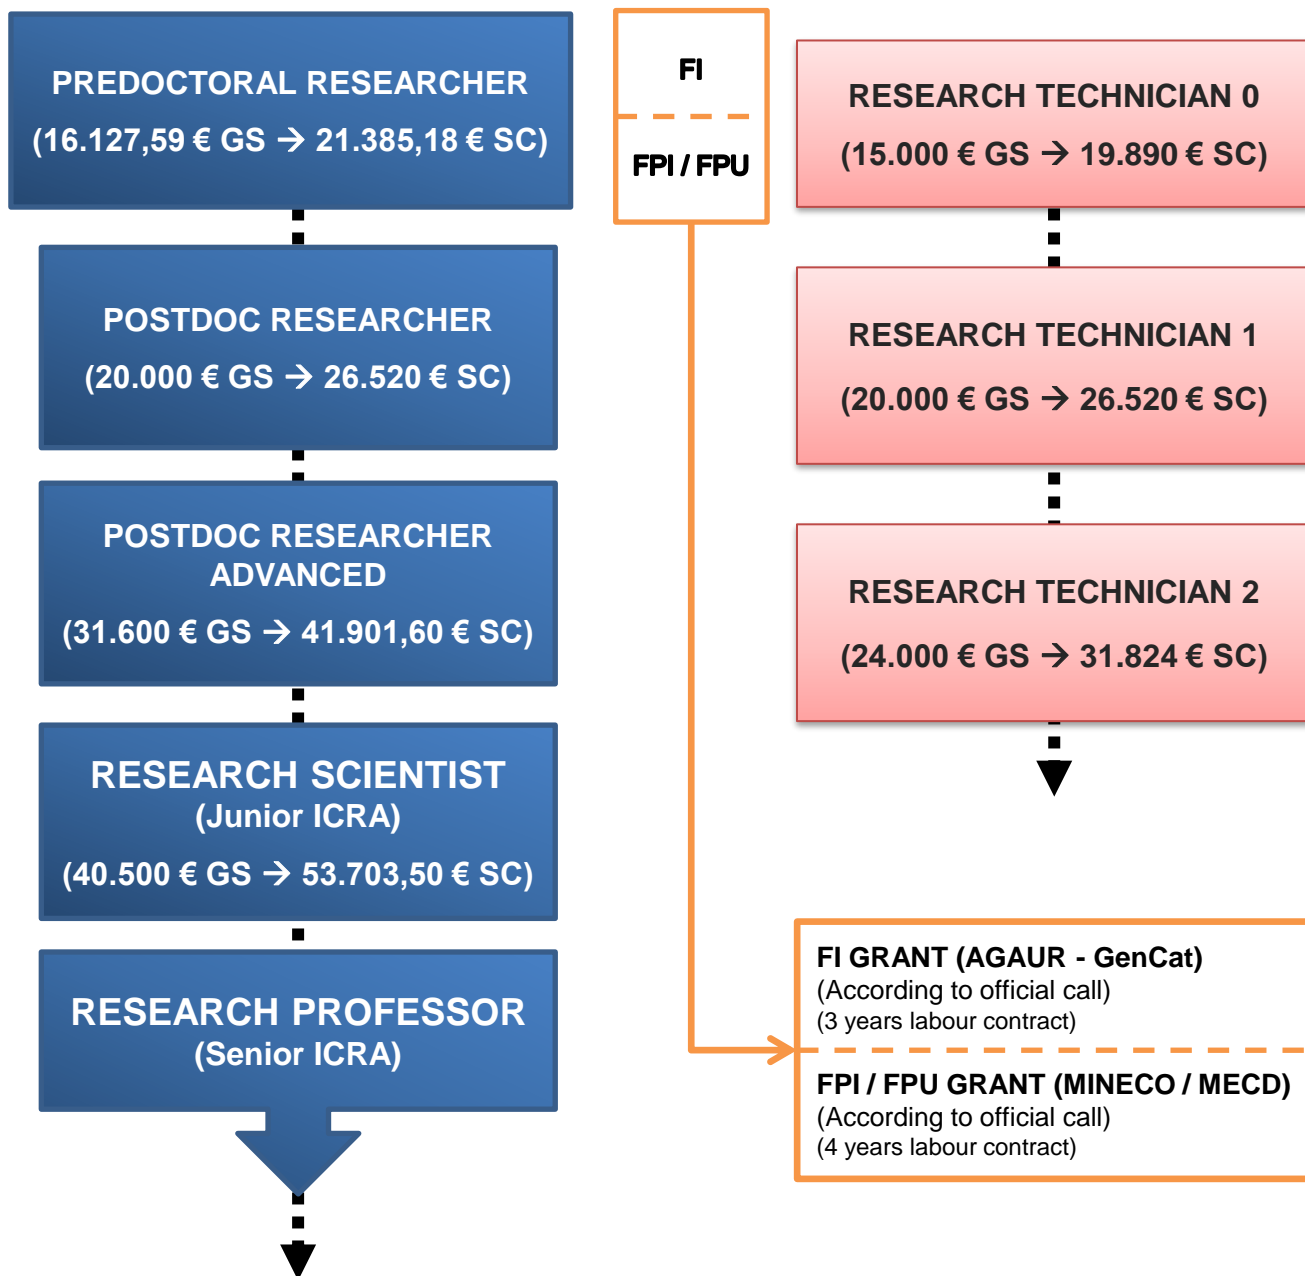 PREDOCTORAL RESEARCHER
(16.127,59 € GS → 21.385,18 € SC)
POSTDOC RESEARCHER
(20.000 € GS → 26.520 € SC)
POSTDOC RESEARCHER
ADVANCED
(31.600 € GS → 41.901,60 € SC)
RESEARCH SCIENTIST
(Junior ICRA)
(40.500 € GS → 53.703,50 € SC)
RESEARCH PROFESSOR
(Senior ICRA)
FI
FPI / FPU
RESEARCH TECHNICIAN 0
(15.000 € GS → 19.890 € SC)
RESEARCH TECHNICIAN 1
(20.000 € GS → 26.520 € SC)
RESEARCH TECHNICIAN 2
(24.000 € GS → 31.824 € SC)
FI GRANT (AGAUR - GenCat)
(According to official call)
(3 years labour contract)
FPI / FPU GRANT (MINECO / MECD)
(According to official call)
(4 years labour contract)